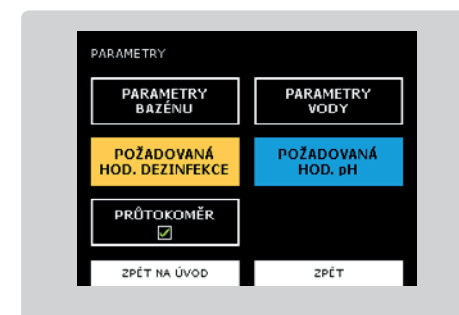 PARAMETRY
PARAMETRY
BAZÉNU
PARAMETRY
VODY
POŽADOVANÁ
HOD. DEZINFEKCE
POŽADOVANÁ
HOD. pH
PRŮTOKOMĚR
ZPĚT NA ÚVOD
ZPĚT